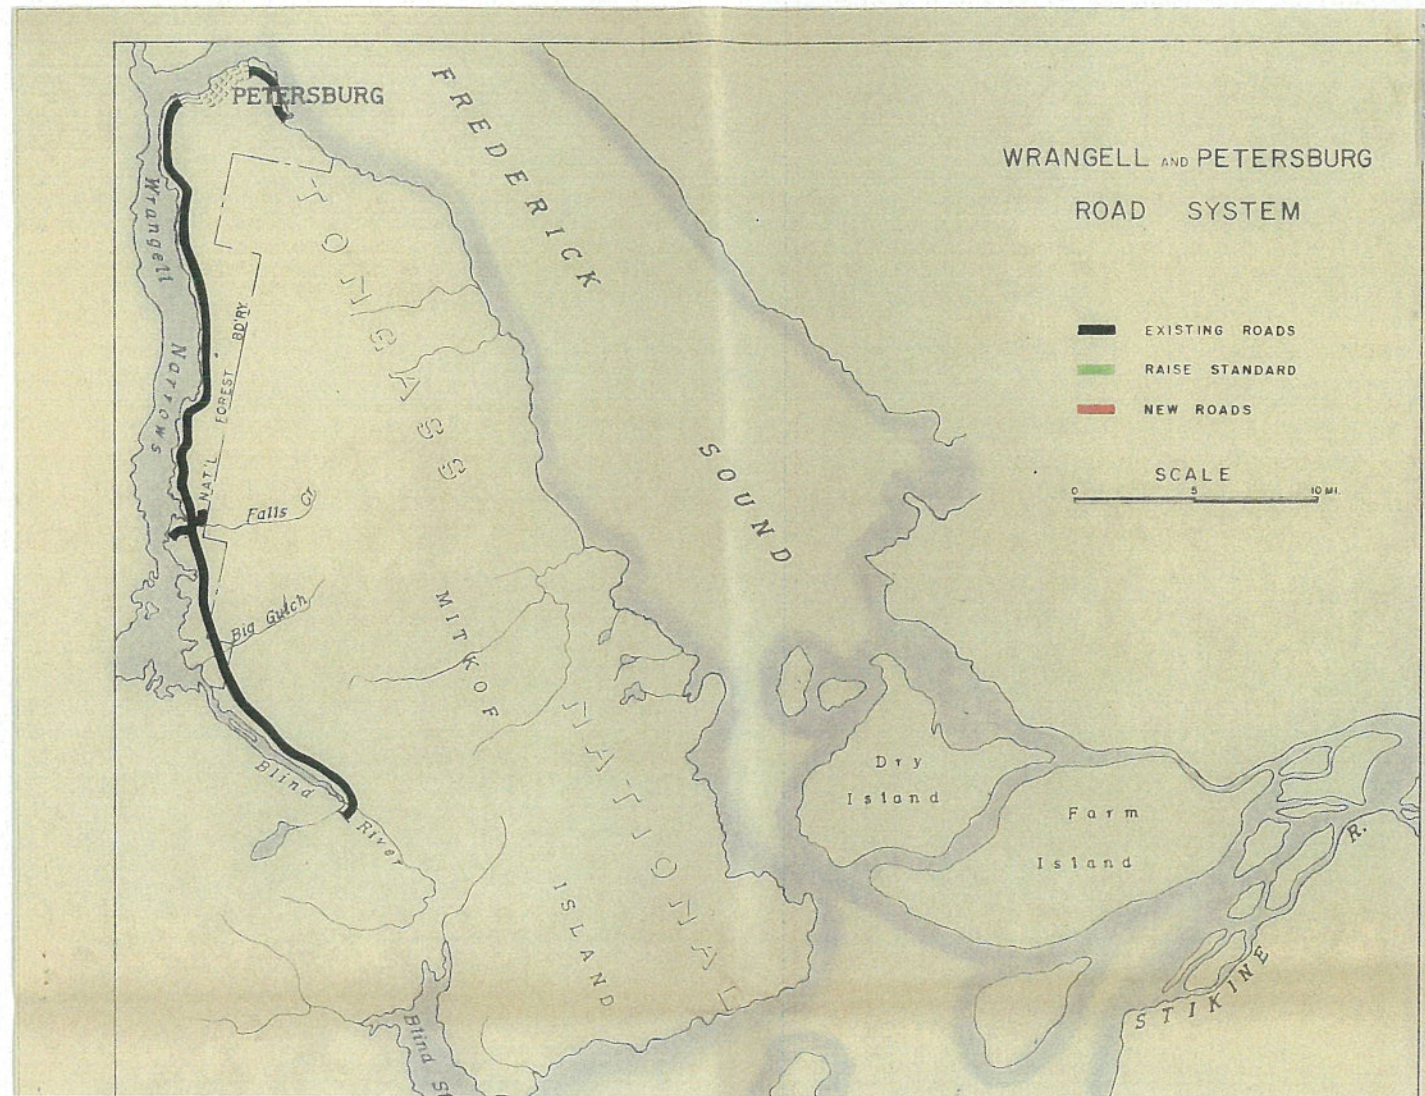 PETERSBURG
FREDERICK
SOUND
WRANGELL AND PETERSBURG
ROAD SYSTEM
EXISTING ROADS
RAISE STANDARD
NEW ROADS
SCALE
0 5 10 MI.
Wrangell
Narrows
TONGASS
NATIONAL
NAT'L FOREST BD'RY
Falls Cr.
Big Gulch
MITKOF
ISLAND
Blind
River
Dry
Island
Farm
Island
STIKINE R.
Blind